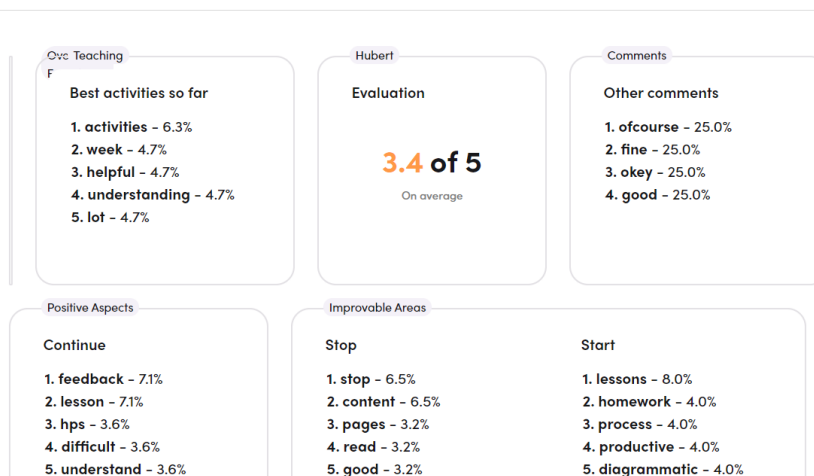 Teaching
Best activities so far
1. activities - 6.3%
2. week - 4.7%
3. helpful - 4.7%
4. understanding - 4.7%
5. lot - 4.7%
Hubert
Evaluation
3.4 of 5
On average
Comments
Other comments
1. ofcourse - 25.0%
2. fine - 25.0%
3. okey - 25.0%
4. good - 25.0%
Positive Aspects
Continue
1. feedback - 7.1%
2. lesson - 7.1%
3. hps - 3.6%
4. difficult - 3.6%
5. understand - 3.6%
Improvable Areas
Stop
1. stop - 6.5%
2. content - 6.5%
3. pages - 3.2%
4. read - 3.2%
5. good - 3.2%
Start
1. lessons - 8.0%
2. homework - 4.0%
3. process - 4.0%
4. productive - 4.0%
5. diagrammatic - 4.0%